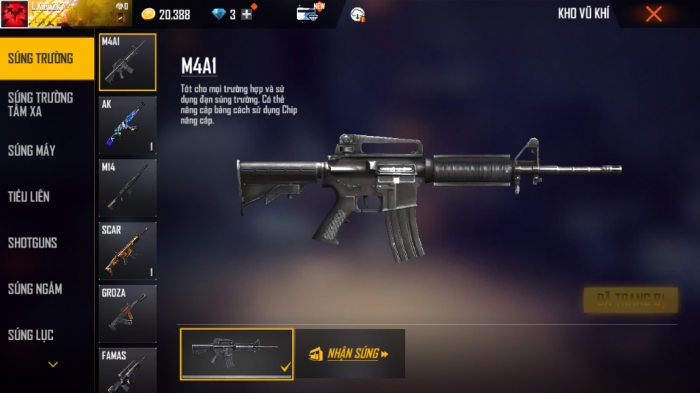 20.388
3
NEW
KHO VŨ KHÍ
SÚNG TRƯỜNG
SÚNG TRƯỜNG
TẦM XA
SÚNG MÁY
TIỂU LIÊN
SHOTGUNS
SÚNG NGẮM
SÚNG LỤC
M4A1
AK
1
M14
SCAR
1
GROZA
FAMAS
M4A1
Tốt cho mọi trường hợp và sử
dụng đạn súng trường. Có thể
nâng cấp bằng cách sử dụng Chip
nâng cấp.
ĐÃ TRANG BỊ
NHẬN SÚNG